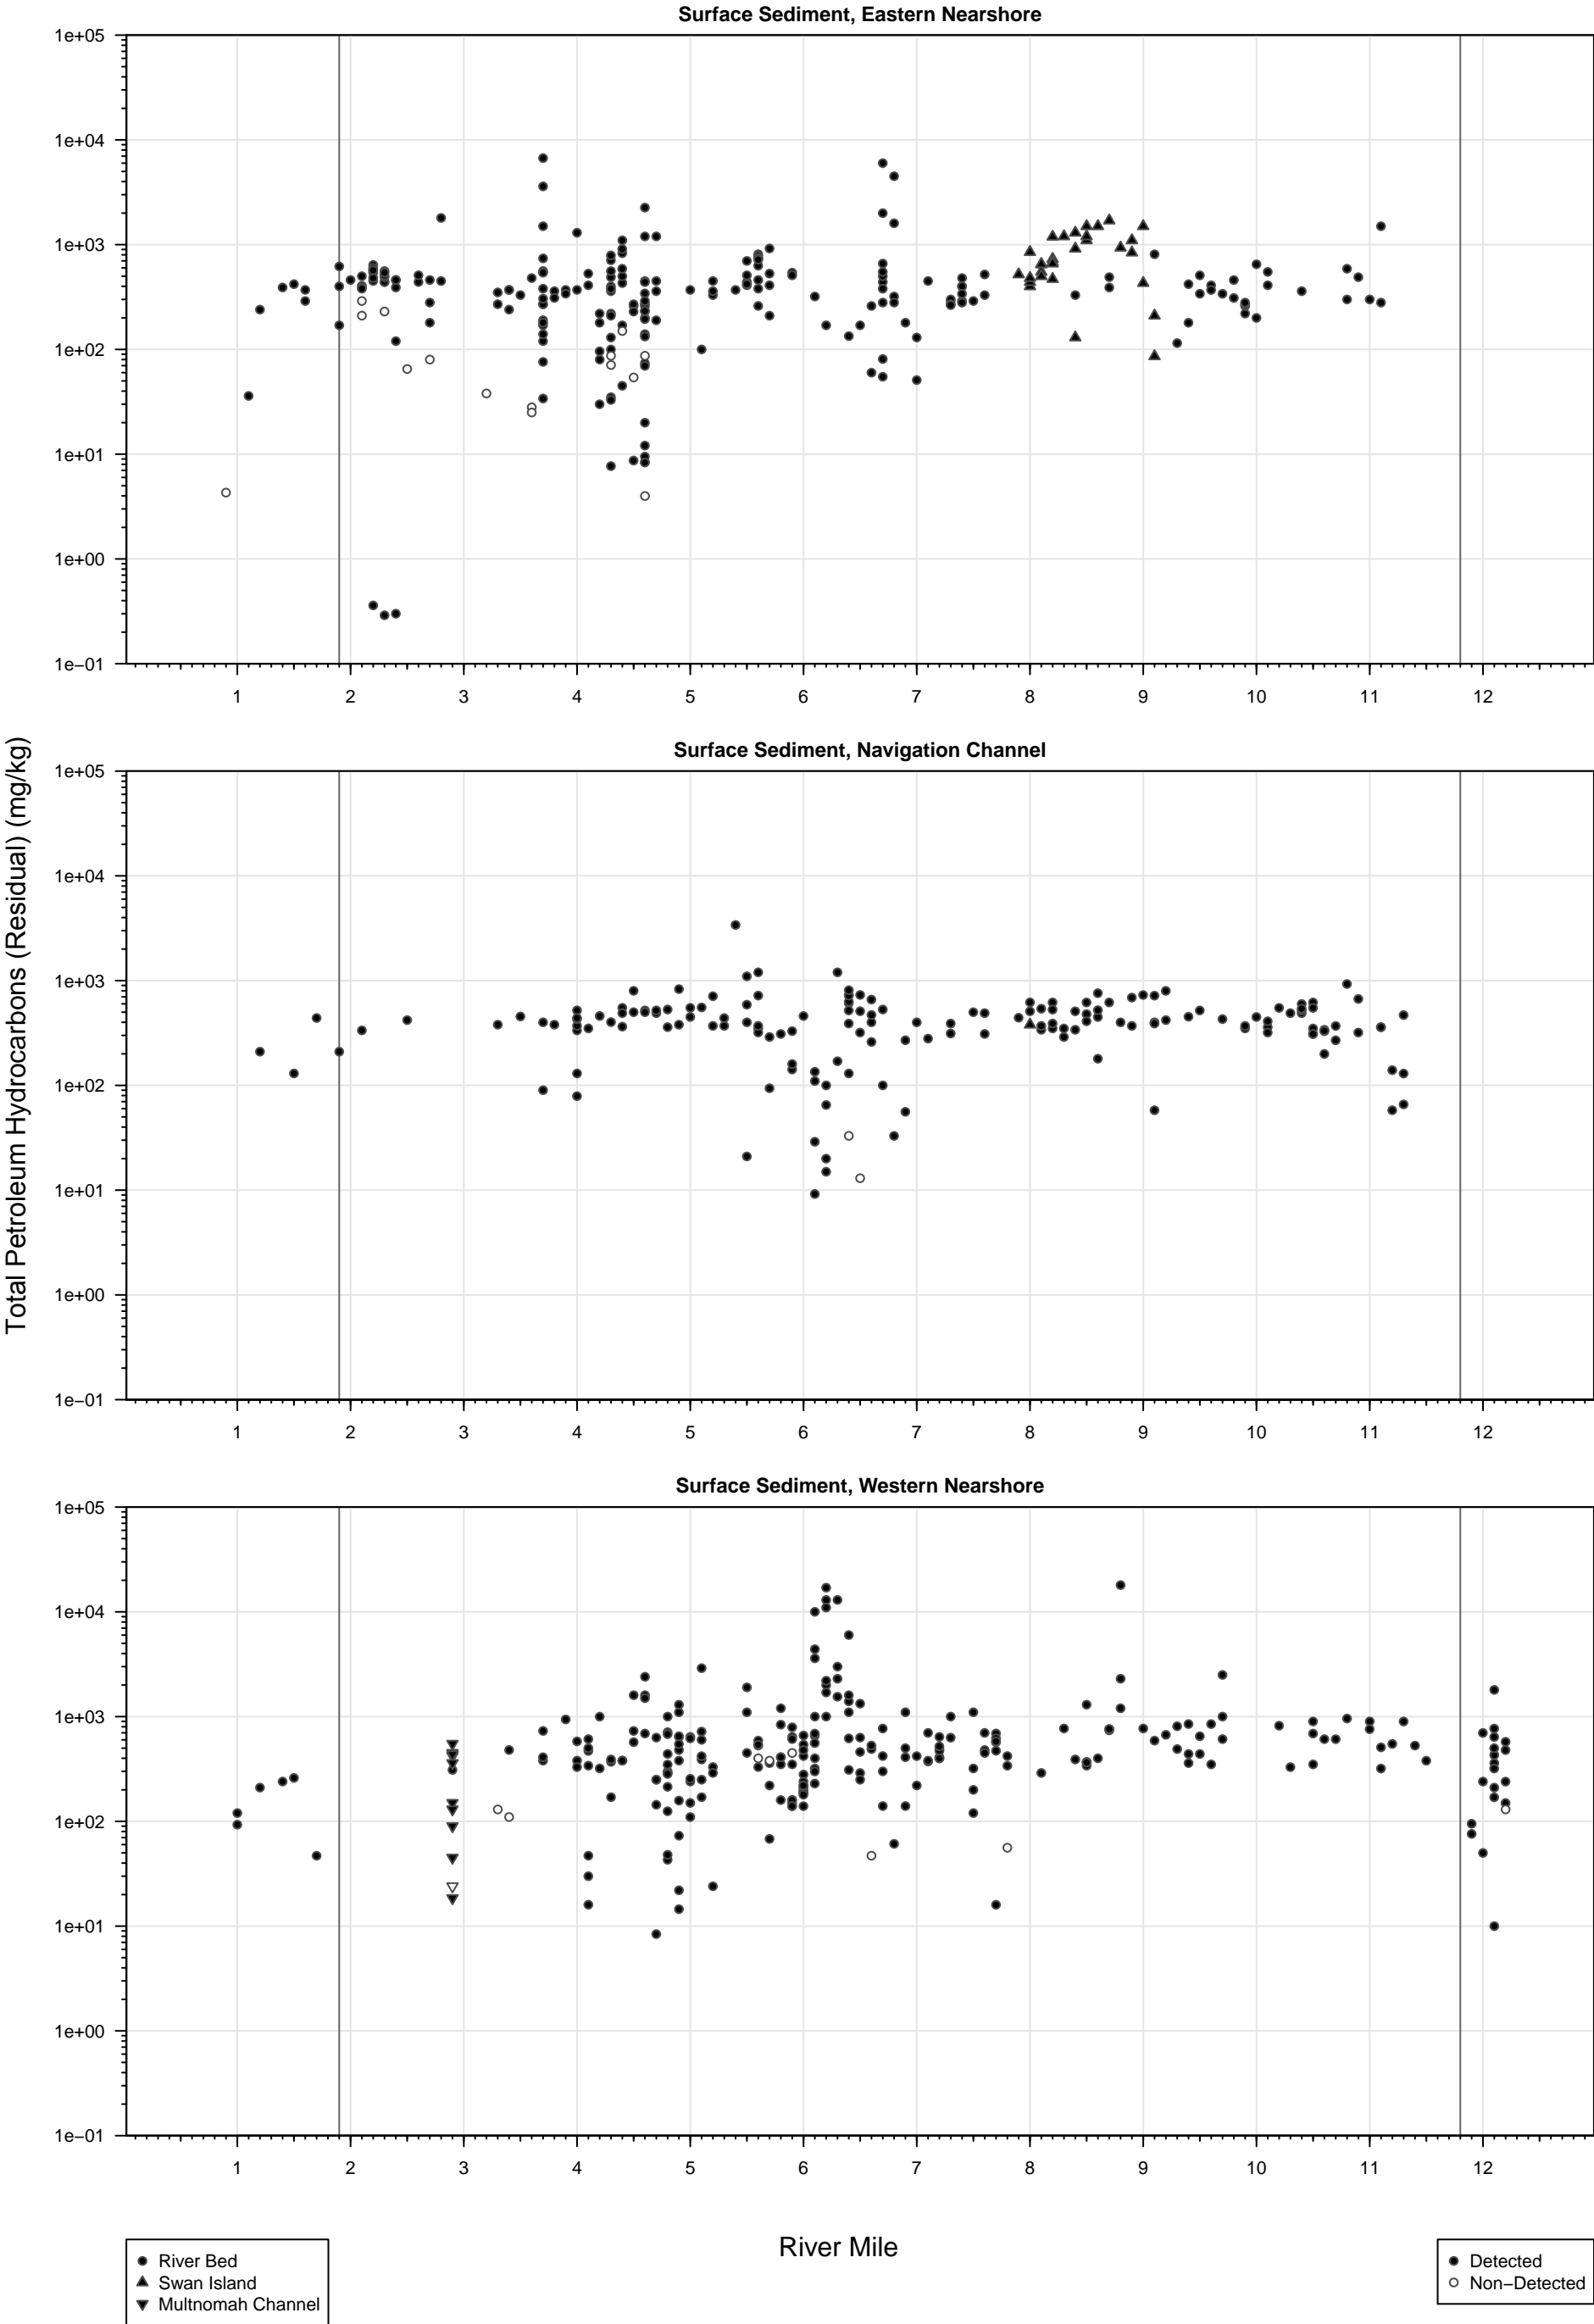 Surface Sediment, Eastern Nearshore
1e+05
1e+04
1e+03
1e+02
1e+01
1e+00
1e−01
1 2 3 4 5 6 7 8 9 10 11 12
Total Petroleum Hydrocarbons (Residual) (mg/kg)
Surface Sediment, Navigation Channel
1e+05
1e+04
1e+03
1e+02
1e+01
1e+00
1e−01
1 2 3 4 5 6 7 8 9 10 11 12
Surface Sediment, Western Nearshore
1e+05
1e+04
1e+03
1e+02
1e+01
1e+00
1e−01
1 2 3 4 5 6 7 8 9 10 11 12
River Mile
River Bed
Swan Island
Multnomah Channel
Detected
Non−Detected